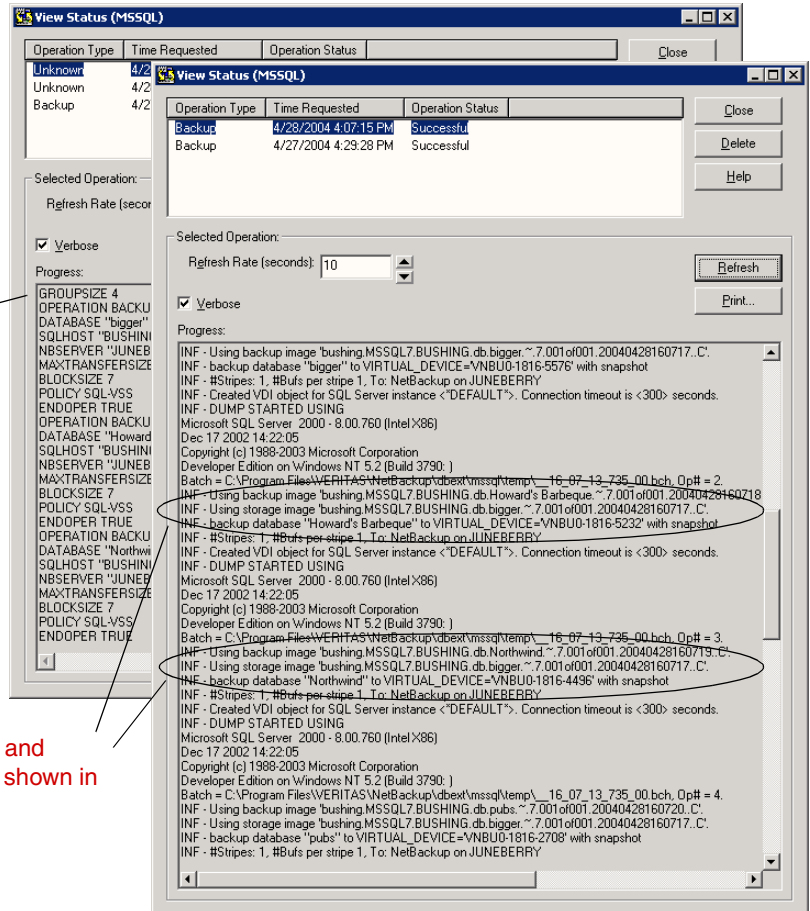 View Status (MSSQL)
Operation Type Time Requested Operation Status
Close
Unknown 4/2
Unknown 4/2
Backup 4/2
Selected Operation:
Refresh Rate (secon
Verbose
Progress:
GROUPSIZE 4
OPERATION BACKU
DATABASE "bigger"
SQLHOST "BUSHIN
NBSERVER "JUNEB
MAXTRANSFERSIZE
BLOCKSIZE 7
POLICY SQL-VSS
ENDOPER TRUE
OPERATION BACKU
DATABASE "Howard
SQLHOST "BUSHIN
NBSERVER "JUNEB
MAXTRANSFERSIZE
BLOCKSIZE 7
POLICY SQL-VSS
ENDOPER TRUE
OPERATION BACKU
DATABASE "Northwi
SQLHOST "BUSHIN
NBSERVER "JUNEB
MAXTRANSFERSIZE
BLOCKSIZE 7
POLICY SQL-VSS
ENDOPER TRUE
View Status (MSSQL)
Operation Type Time Requested Operation Status
Backup 4/28/2004 4:07:15 PM Successful
Backup 4/27/2004 4:29:28 PM Successful
Close
Delete
Help
Selected Operation:
Refresh Rate (seconds): 10
Refresh
Verbose
Print...
Progress:
INF - Using backup image 'bushing.MSSQL7.BUSHING.db.bigger.~.7.001of001.20040428160717..C'.
INF - backup database "bigger" to VIRTUAL_DEVICE='VNBU0-1816-5576' with snapshot
INF - #Stripes: 1, #Bufs per stripe 1, To: NetBackup on JUNEBERRY
INF - Created VDI object for SQL Server instance <"DEFAULT">. Connection timeout is <300> seconds.
INF - DUMP STARTED USING
Microsoft SQL Server 2000 - 8.00.760 (Intel X86)
Dec 17 2002 14:22:05
Copyright (c) 1988-2003 Microsoft Corporation
Developer Edition on Windows NT 5.2 (Build 3790: )
Batch = C:\Program Files\VERITAS\NetBackup\dbext\mssql\temp\__16_07_13_735_00.bch, Op# = 2.
INF - Using backup image 'bushing.MSSQL7.BUSHING.db.Howard's Barbeque.~.7.001of001.20040428160718
INF - Using storage image 'bushing.MSSQL7.BUSHING.db.bigger.~.7.001of001.20040428160717..C'.
INF - backup database "Howard's Barbeque" to VIRTUAL_DEVICE='VNBU0-1816-5232' with snapshot
INF - #Stripes: 1, #Bufs per stripe 1, To: NetBackup on JUNEBERRY
INF - Created VDI object for SQL Server instance <"DEFAULT">. Connection timeout is <300> seconds.
INF - DUMP STARTED USING
Microsoft SQL Server 2000 - 8.00.760 (Intel X86)
Dec 17 2002 14:22:05
Copyright (c) 1988-2003 Microsoft Corporation
Developer Edition on Windows NT 5.2 (Build 3790: )
Batch = C:\Program Files\VERITAS\NetBackup\dbext\mssql\temp\__16_07_13_735_00.bch, Op# = 3.
INF - Using backup image 'bushing.MSSQL7.BUSHING.db.Northwind.~.7.001of001.20040428160719..C'.
INF - Using storage image 'bushing.MSSQL7.BUSHING.db.bigger.~.7.001of001.20040428160717..C'.
INF - backup database "Northwind" to VIRTUAL_DEVICE='VNBU0-1816-4496' with snapshot
INF - #Stripes: 1, #Bufs per stripe 1, To: NetBackup on JUNEBERRY
INF - Created VDI object for SQL Server instance <"DEFAULT">. Connection timeout is <300> seconds.
INF - DUMP STARTED USING
Microsoft SQL Server 2000 - 8.00.760 (Intel X86)
Dec 17 2002 14:22:05
Copyright (c) 1988-2003 Microsoft Corporation
Developer Edition on Windows NT 5.2 (Build 3790: )
Batch = C:\Program Files\VERITAS\NetBackup\dbext\mssql\temp\__16_07_13_735_00.bch, Op# = 4.
INF - Using backup image 'bushing.MSSQL7.BUSHING.db.pubs.~.7.001of001.20040428160720..C'.
INF - Using storage image 'bushing.MSSQL7.BUSHING.db.bigger.~.7.001of001.20040428160717..C'.
INF - backup database "pubs" to VIRTUAL_DEVICE='VNBU0-1816-2708' with snapshot
INF - #Stripes: 1, #Bufs per stripe 1, To: NetBackup on JUNEBERRY
and
shown in